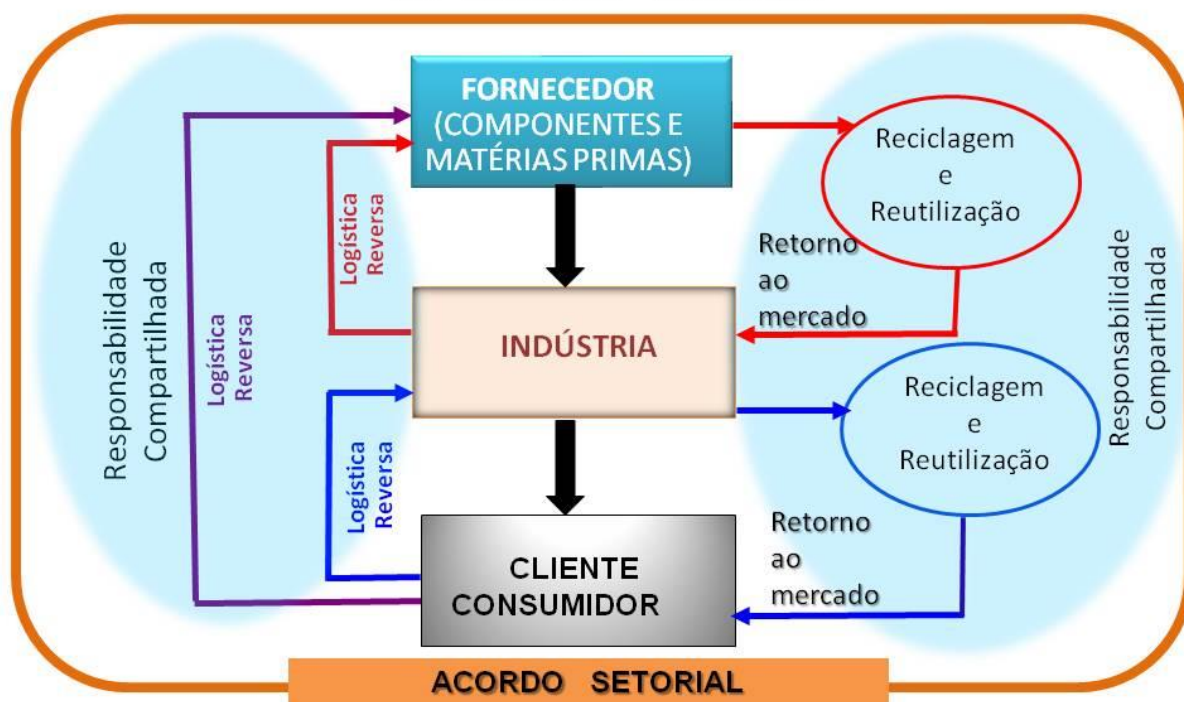 FORNECEDOR
(COMPONENTES E
MATÉRIAS PRIMAS)
Reciclagem
e
Reutilização
Logística
Reversa
Retorno
ao
mercado
Responsabilidade
Compartilhada
Logística
Reversa
Responsabilidade
Compartilhada
INDÚSTRIA
Reciclagem
e
Reutilização
Logística
Reversa
CLIENTE
CONSUMIDOR
Retorno
ao
mercado
ACORDO SETORIAL